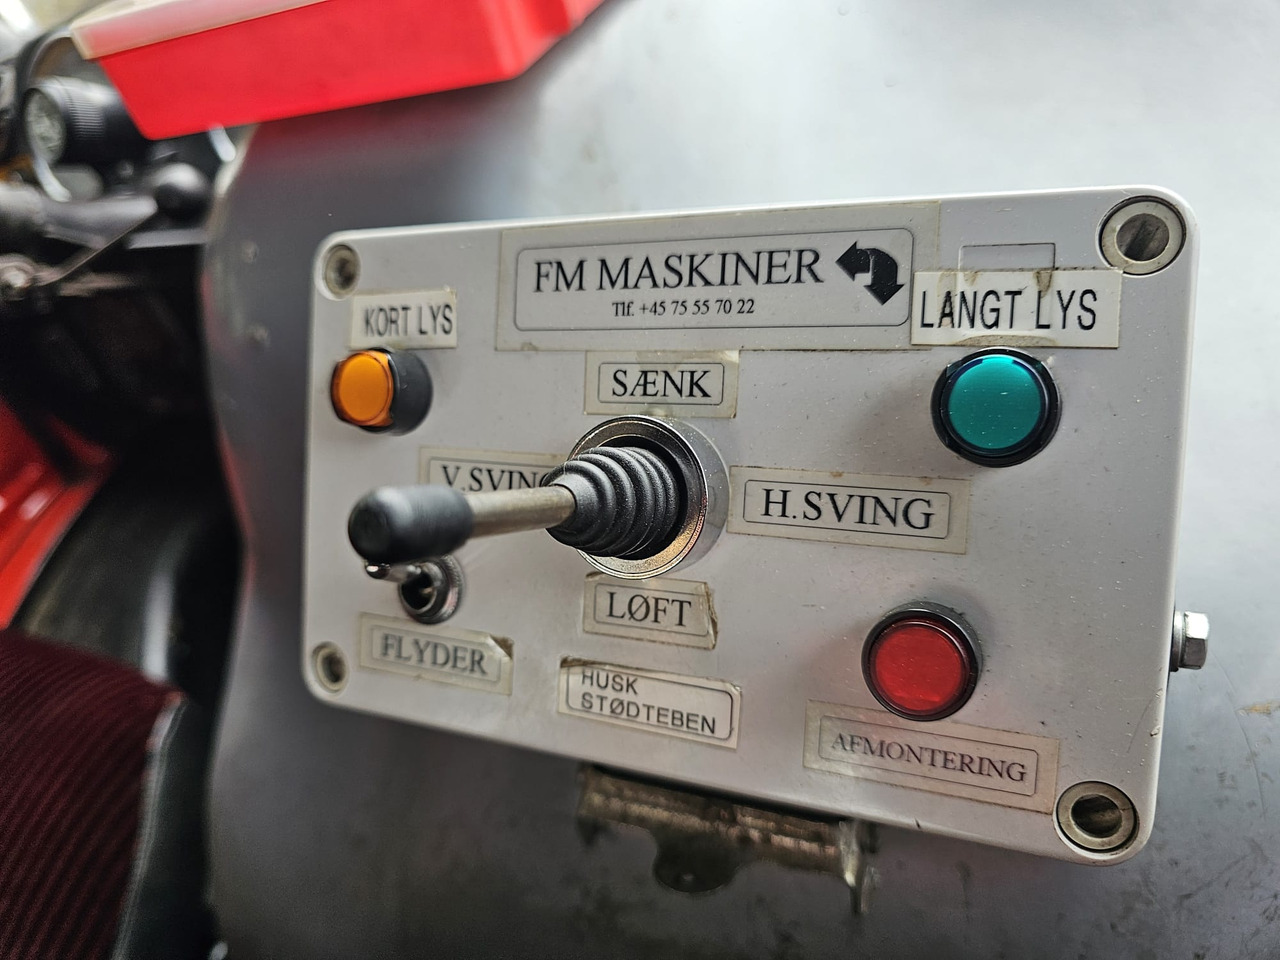 FM MASKINER
Tlf. +45 75 55 70 22
KORT LYS
LANGT LYS
SÆNK
V.SVING
H.SVING
LØFT
FLYDER
HUSK
STØDTEBEN
AFMONTERING